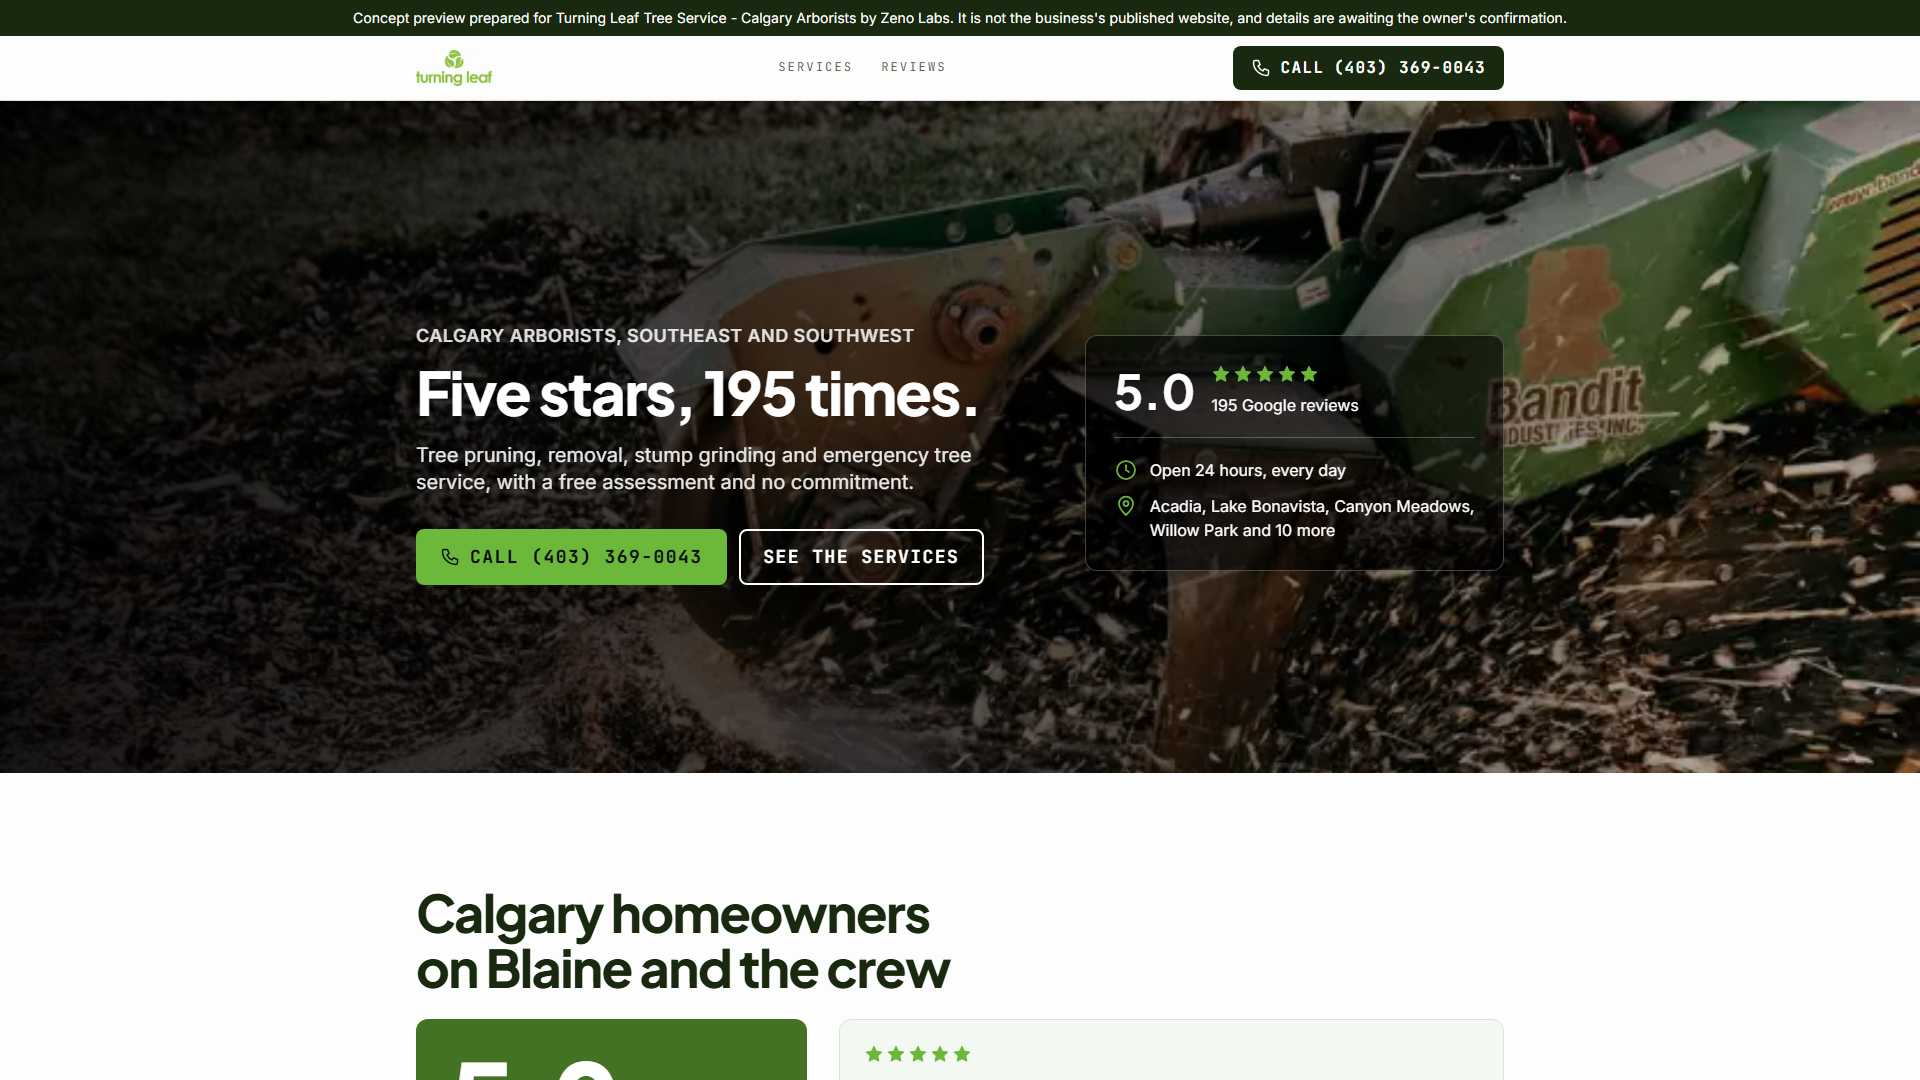 Concept preview prepared for Turning Leaf Tree Service - Calgary Arborists by Zeno Labs. It is not the business's published website, and details are awaiting the owner's confirmation.
turning leaf
SERVICES
REVIEWS
CALL (403) 369-0043
CALGARY ARBORISTS, SOUTHEAST AND SOUTHWEST
Five stars, 195 times.
Tree pruning, removal, stump grinding and emergency tree
service, with a free assessment and no commitment.
CALL (403) 369-0043
SEE THE SERVICES
5.0
195 Google reviews
Open 24 hours, every day
Acadia, Lake Bonavista, Canyon Meadows,
Willow Park and 10 more
Bandit
Calgary homeowners
on Blaine and the crew